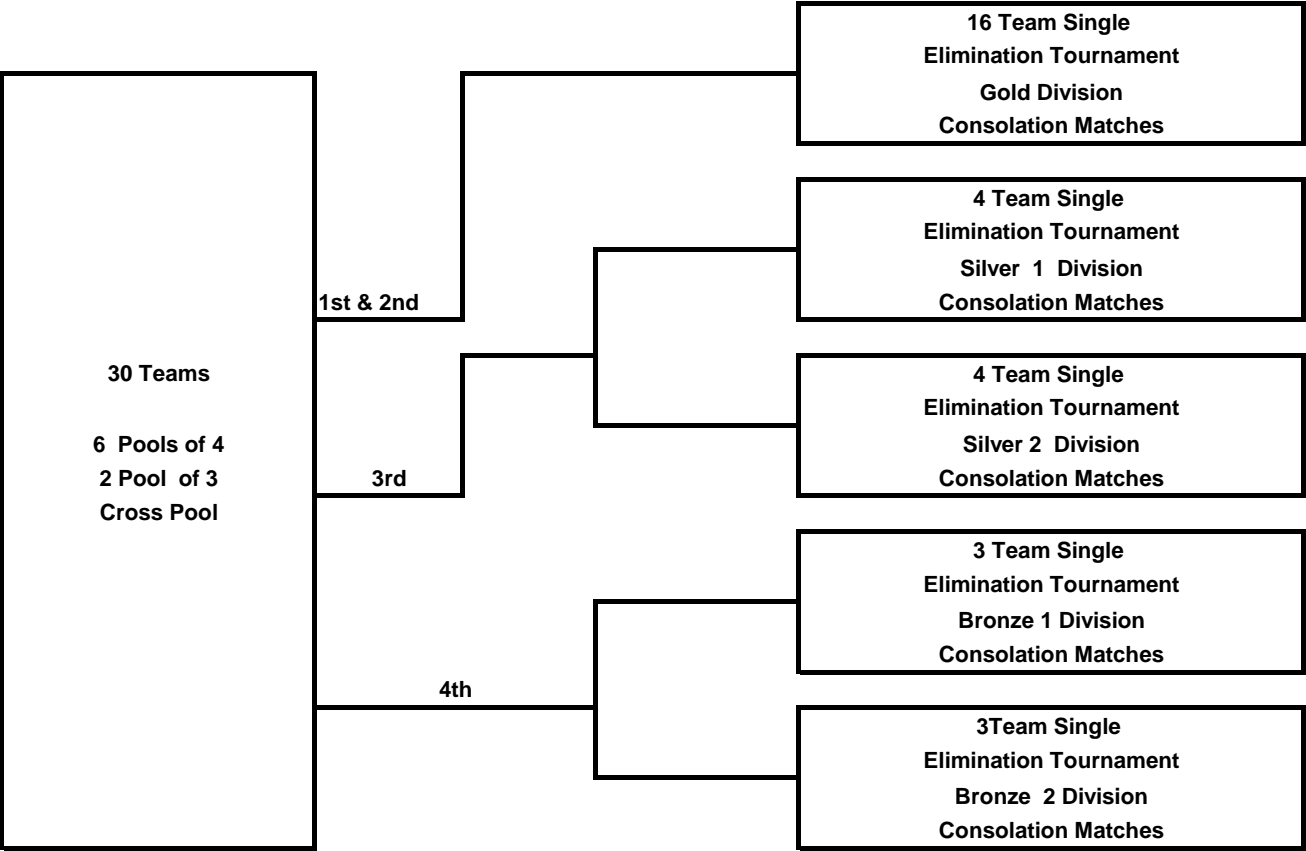 30 Teams
6 Pools of 4
2 Pool of 3
Cross Pool
1st & 2nd
3rd
4th
16 Team Single
Elimination Tournament
Gold Division
Consolation Matches
4 Team Single
Elimination Tournament
Silver 1 Division
Consolation Matches
4 Team Single
Elimination Tournament
Silver 2 Division
Consolation Matches
3 Team Single
Elimination Tournament
Bronze 1 Division
Consolation Matches
3Team Single
Elimination Tournament
Bronze 2 Division
Consolation Matches